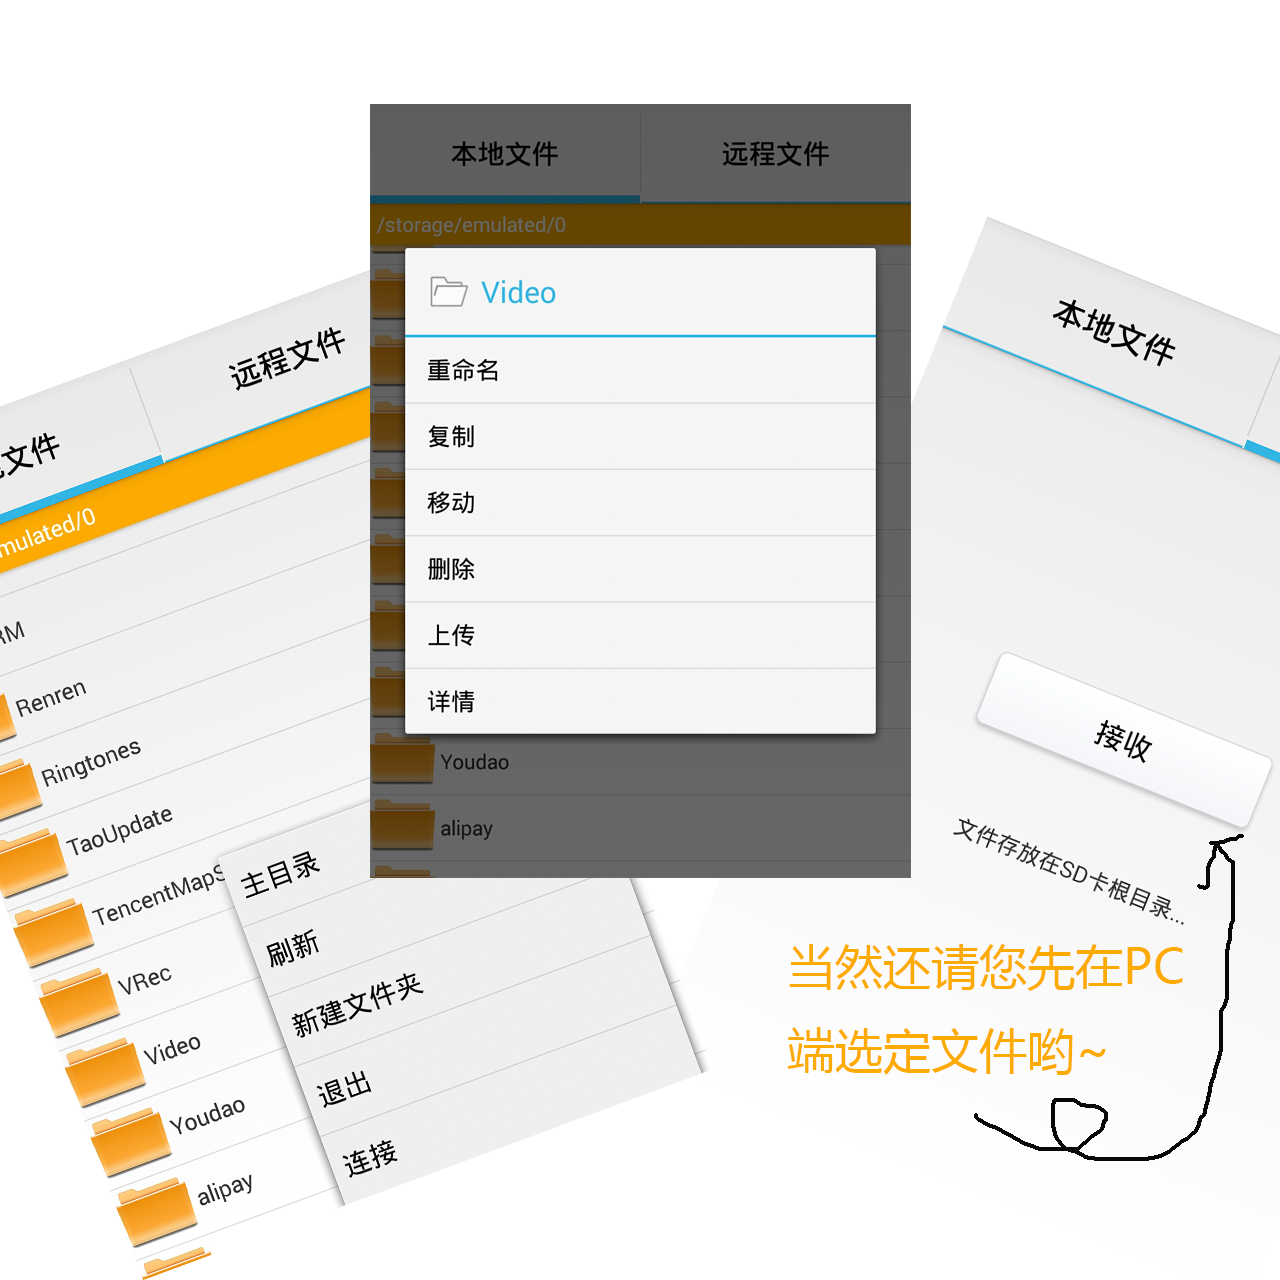 本地文件
远程文件
/storage/emulated/0
Video
重命名
复制
移动
删除
上传
详情
Youdao
alipay
远程文件
文件
emulated/0
RM
Renren
Ringtones
TaoUpdate
TencentMapS
VRec
Video
Youdao
alipay
主目录
刷新
新建文件夹
退出
连接
本地文件
接收
文件存放在SD卡根目录...
当然还请您先在PC
端选定文件哟~